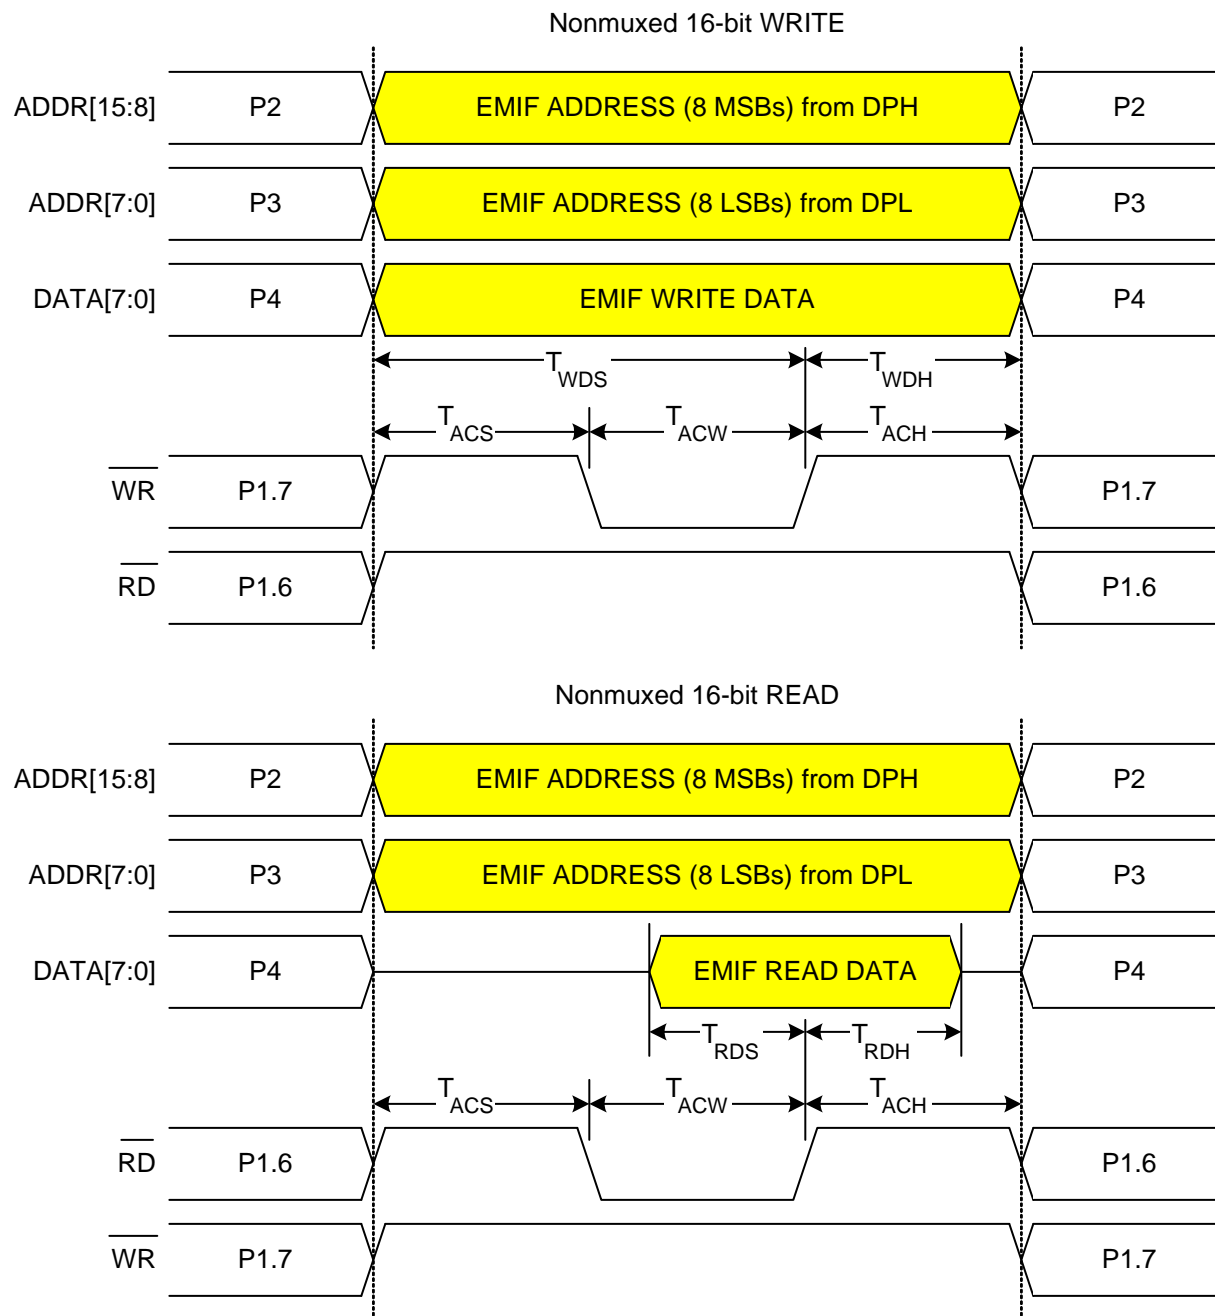 Nonmuxed 16-bit WRITE
ADDR[15:8] P2 EMIF ADDRESS (8 MSBs) from DPH P2
ADDR[7:0] P3 EMIF ADDRESS (8 LSBs) from DPL P3
DATA[7:0] P4 EMIF WRITE DATA P4
TWDS TWDH
TACS TACW TACH
WR P1.7 P1.7
RD P1.6 P1.6
Nonmuxed 16-bit READ
ADDR[15:8] P2 EMIF ADDRESS (8 MSBs) from DPH P2
ADDR[7:0] P3 EMIF ADDRESS (8 LSBs) from DPL P3
DATA[7:0] P4 EMIF READ DATA P4
TRDS TRDH
TACS TACW TACH
RD P1.6 P1.6
WR P1.7 P1.7